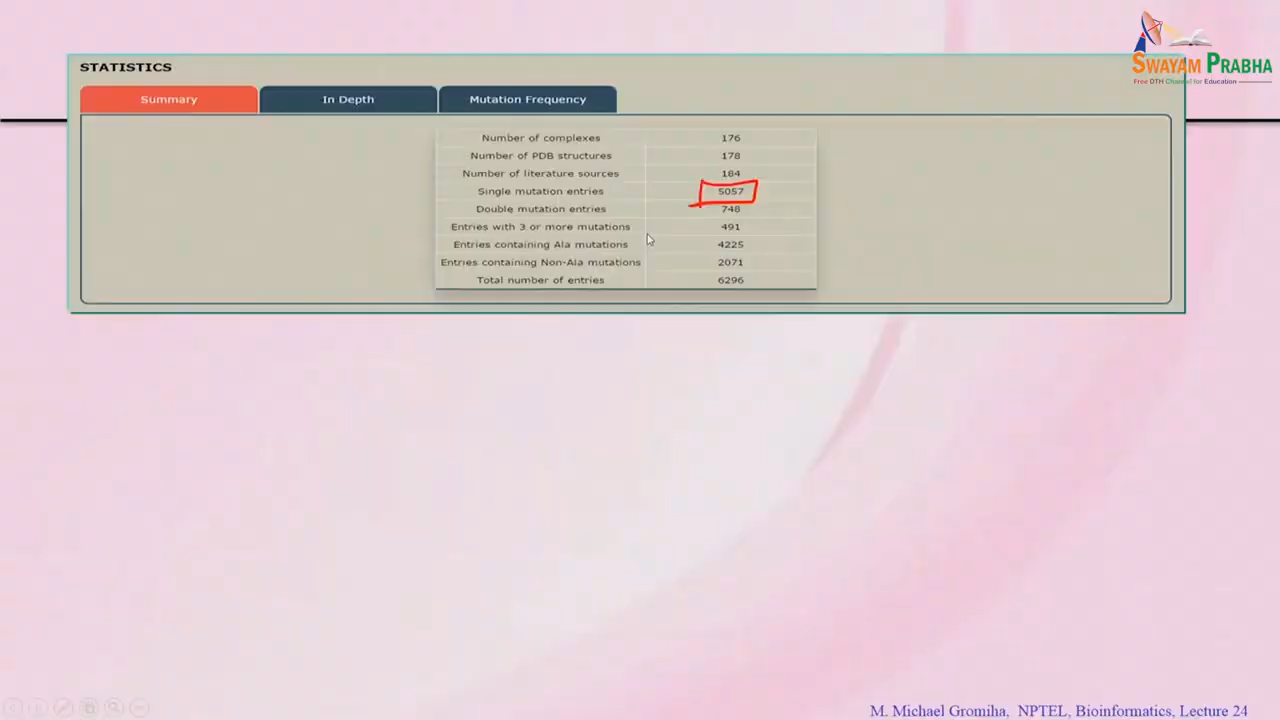 SWAYAM PRABHA
Free DTH Channel for Education
STATISTICS
Summary In Depth Mutation Frequency
Number of complexes 176
Number of PDB structures 178
Number of literature sources 184
Single mutation entries 5057
Double mutation entries 748
Entries with 3 or more mutations 491
Entries containing Ala mutations 4225
Entries containing Non-Ala mutations 2071
Total number of entries 6296
M. Michael Gromiha, NPTEL, Bioinformatics, Lecture 24